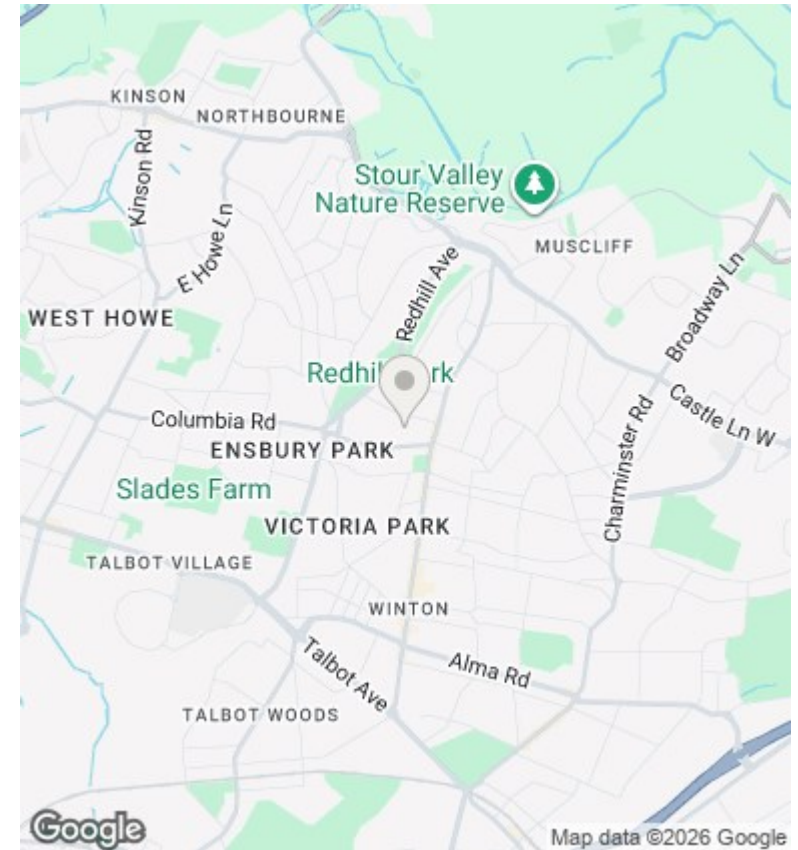 KINSON
NORTHBOURNE
Kinson Rd
Stour Valley
Nature Reserve
E Howe Ln
MUSCLIFF
Redhill Ave
Broadway Ln
WEST HOWE
Redhil rk
Castle Ln W
Columbia Rd
ENSBURY PARK
Charminster Rd
Slades Farm
VICTORIA PARK
TALBOT VILLAGE
WINTON
Talbot Ave
Alma Rd
TALBOT WOODS
Google
Map data ©2026 Google